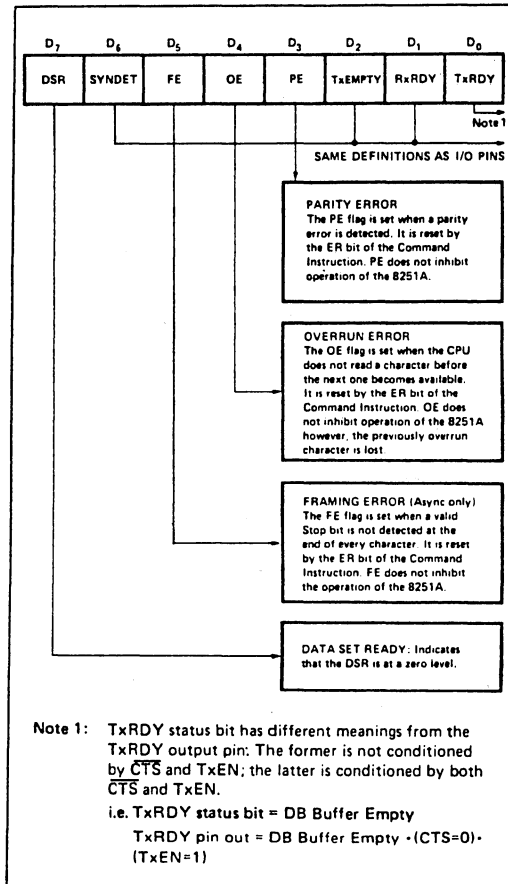 D7 D6 D5 D4 D3 D2 D1 D0
DSR SYNDET FE OE PE TxEMPTY RxRDY TxRDY
Note 1
SAME DEFINITIONS AS I/O PINS
PARITY ERROR
The PE flag is set when a parity
error is detected. It is reset by
the ER bit of the Command
Instruction. PE does not inhibit
operation of the 8251A.
OVERRUN ERROR
The OE flag is set when the CPU
does not read a character before
the next one becomes available.
It is reset by the ER bit of the
Command Instruction. OE does
not inhibit operation of the 8251A
however, the previously overrun
character is lost.
FRAMING ERROR (Async only)
The FE flag is set when a valid
Stop bit is not detected at the
end of every character. It is reset
by the ER bit of the Command
Instruction. FE does not inhibit
the operation of the 8251A.
DATA SET READY: Indicates
that the DSR is at a zero level.
Note 1: TxRDY status bit has different meanings from the
TxRDY output pin. The former is not conditioned
by C̅T̅S̅ and TxEN; the latter is conditioned by both
C̅T̅S̅ and TxEN.
i.e. TxRDY status bit = DB Buffer Empty
TxRDY pin out = DB Buffer Empty •(CTS=0)•
(TxEN=1)